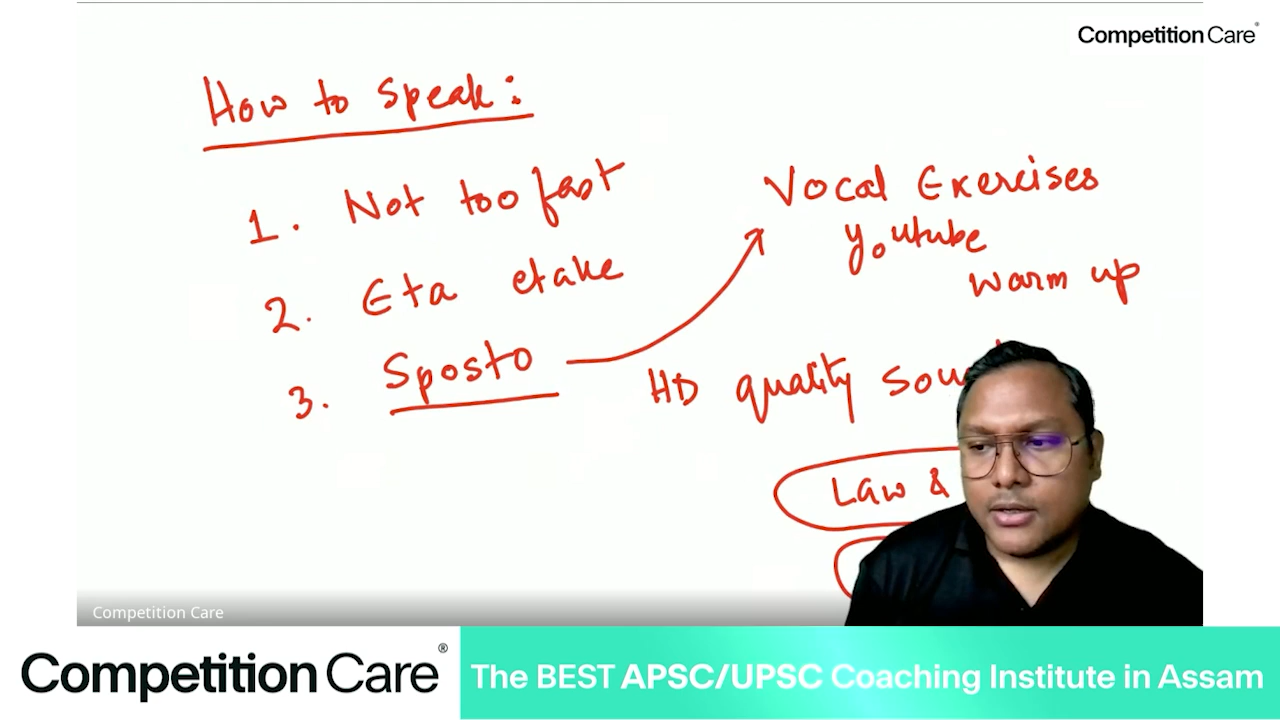 Competition Care®
How to speak:
1. Not too fast
2. Eta etake
3. Sposto
Vocal Exercises
Youtube
warm up
HD quality
Law &
Competition Care
Competition Care®
The BEST APSC/UPSC Coaching Institute in Assam